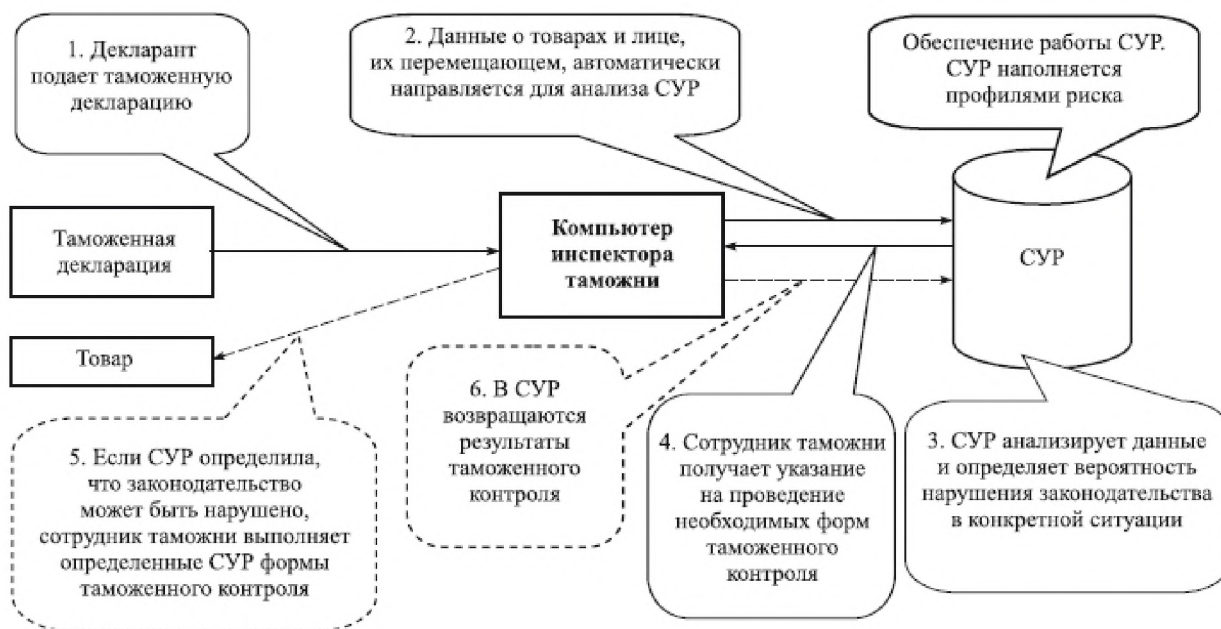 1. Декларант
подает таможенную
декларацию
2. Данные о товарах и лице,
их перемещающем, автоматически
направляется для анализа СУР
Обеспечение работы СУР.
СУР наполняется
профилями риска
Таможенная
декларация
Компьютер
инспектора
таможни
СУР
Товар
5. Если СУР определила,
что законодательство
может быть нарушено,
сотрудник таможни выполняет
определенные СУР формы
таможенного контроля
6. В СУР
возвращаются
результаты
таможенного
контроля
4. Сотрудник таможни
получает указание
на проведение
необходимых форм
таможенного
контроля
3. СУР анализирует данные
и определяет вероятность
нарушения законодательства
в конкретной ситуации